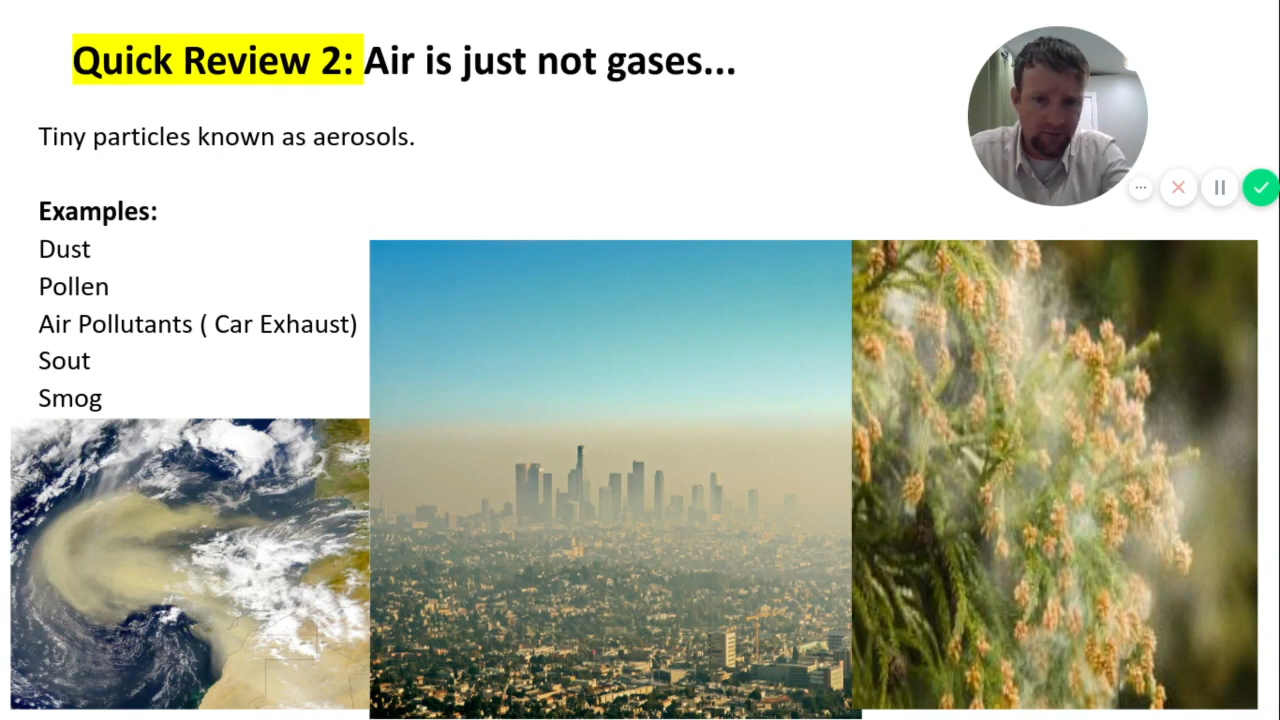 Quick Review 2: Air is just not gases...
Tiny particles known as aerosols.
Examples:
Dust
Pollen
Air Pollutants ( Car Exhaust)
Sout
Smog